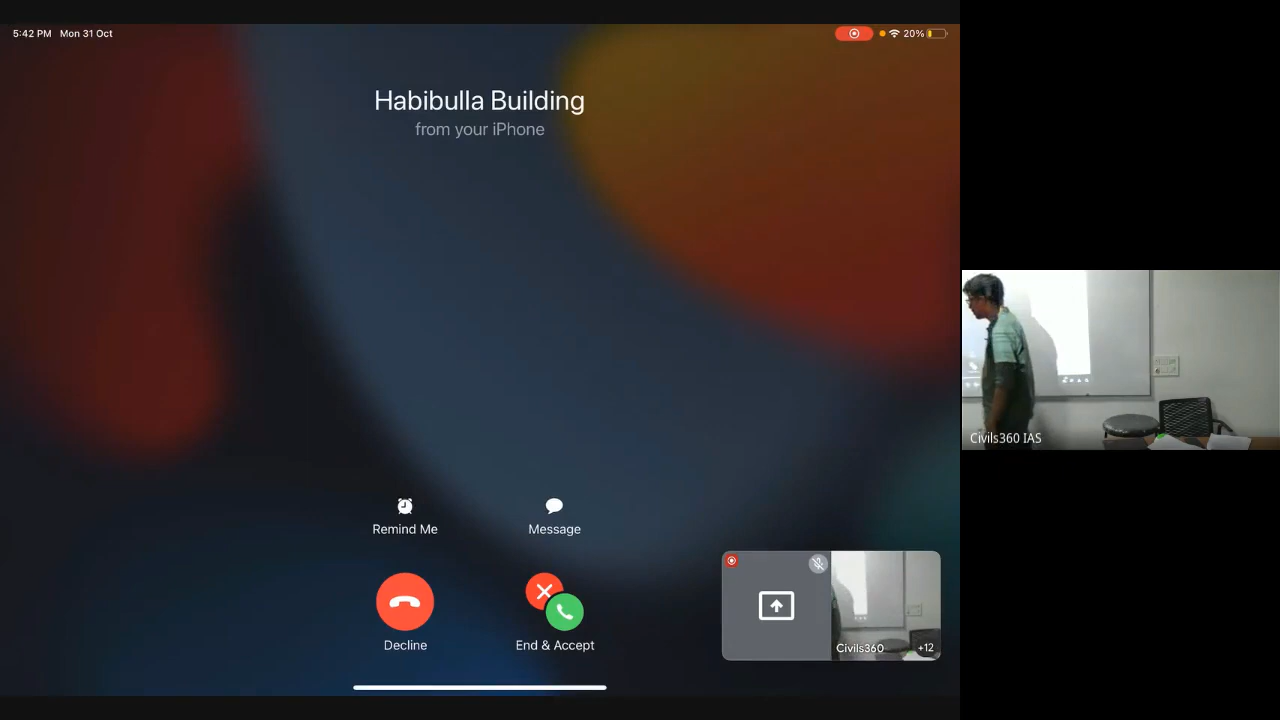 5:42 PM Mon 31 Oct
20%
Habibulla Building
from your iPhone
Remind Me
Message
Decline
End & Accept
Civils360
+12
Civils360 IAS